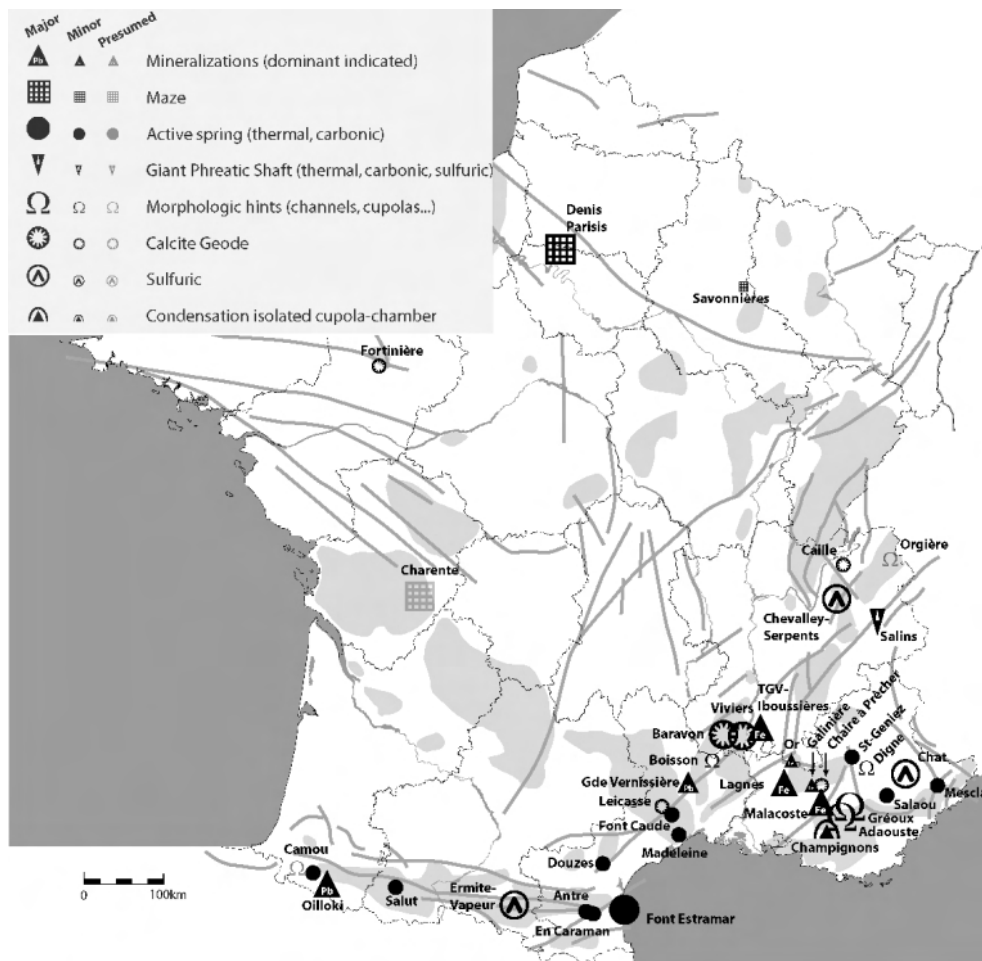 Major Minor Presumed
Pb Mineralizations (dominant indicated)
Maze
Active spring (thermal, carbonic)
Giant Phreatic Shaft (thermal, carbonic, sulfuric)
Morphologic hints (channels, cupolas...)
Calcite Geode
Sulfuric
Condensation isolated cupola-chamber
Denis
Parisis
Savonnières
Fortinière
Charente
Caille
Orgière
Chevalley-
Serpents
Salins
TGV-
Iboussières
Viviers
Baravon
Fe
Boisson
Or
Galinière
Chaire à Prêcher
St-Geniez
Digne
Chat
Mescla
Gde Vernissière
Pb
Lagnes
Fe
Leicasse
Malacoste
Fe
Salaou
Font Caude
Gréoux
Adaouste
Madeleine
Champignons
Douzes
Camou
Pb
Oilloki
Salut
Ermite-
Vapeur
Antre
En Caraman
Font Estramar
0 100km